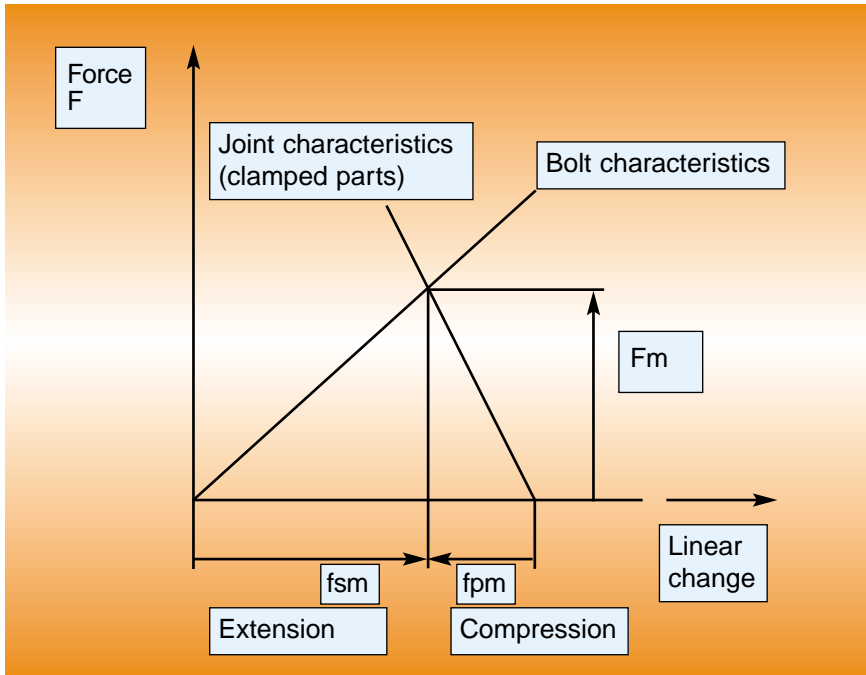 Force
F
Joint characteristics
(clamped parts)
Bolt characteristics
Fm
Linear
change
fsm
fpm
Extension
Compression